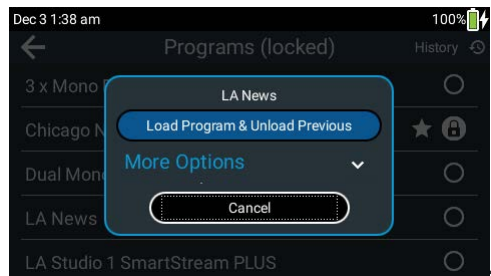 Dec 3 1:38 am 100%
Programs (locked) History
3 x Mono
LA News
Load Program & Unload Previous
Chicago N
More Options
Dual Mono
Cancel
LA News
LA Studio 1 SmartStream PLUS